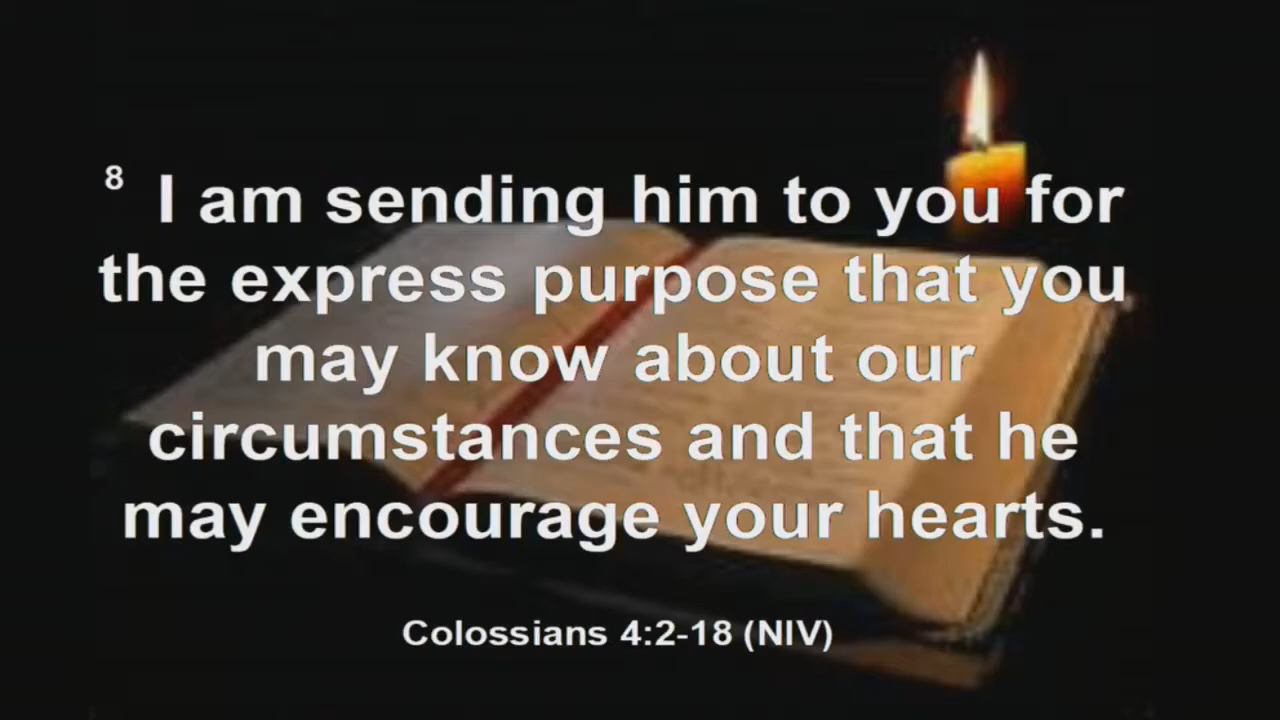 8 I am sending him to you for
the express purpose that you
may know about our
circumstances and that he
may encourage your hearts.
Colossians 4:2-18 (NIV)